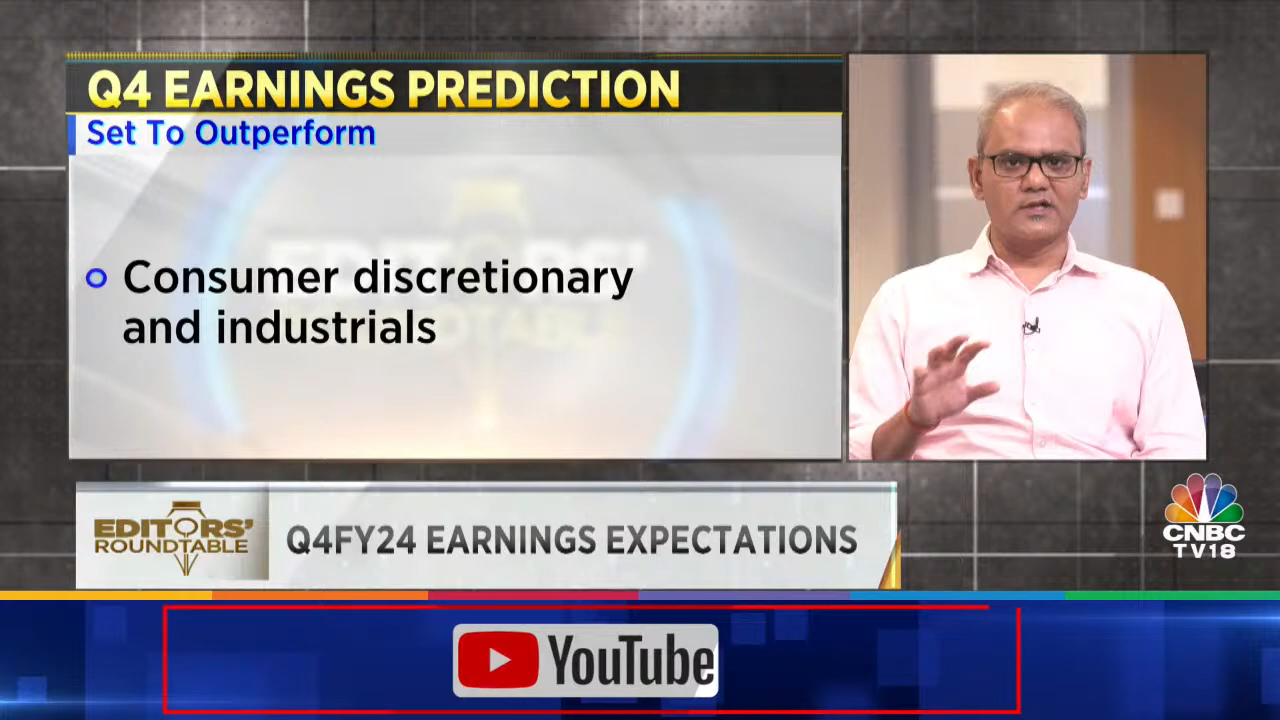 Q4 EARNINGS PREDICTION
Set To Outperform
Consumer discretionary
and industrials
EDITORS'
ROUNDTABLE
Q4FY24 EARNINGS EXPECTATIONS
CNBC
TV18
YouTube